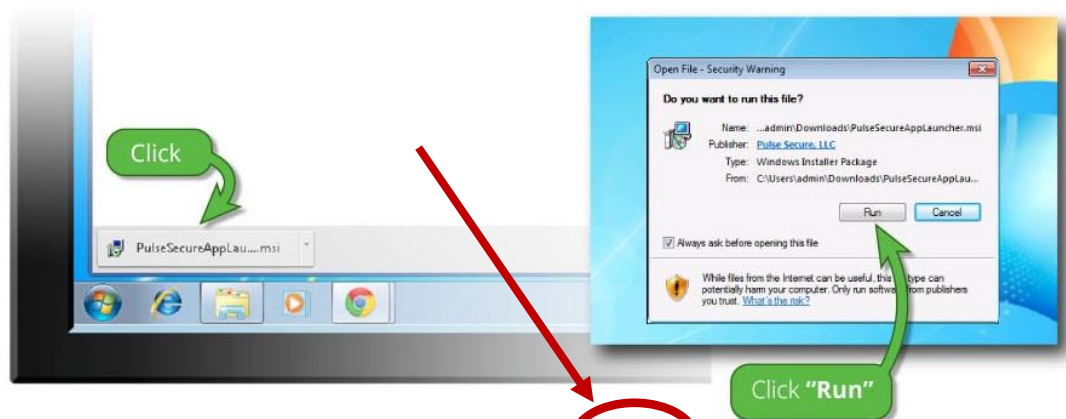 Click
PulseSecureAppLau....msi
Open File - Security Warning
Do you want to run this file?
Name: ...admin\Downloads\PulseSecureAppLauncher.msi
Publisher: Pulse Secure, LLC
Type: Windows Installer Package
From: C:\Users\admin\Downloads\PulseSecureAppLau...
Run
Cancel
Always ask before opening this file
While files from the Internet can be useful, this type can
potentially harm your computer. Only run software from publishers
you trust. What's the risk?
Click "Run"